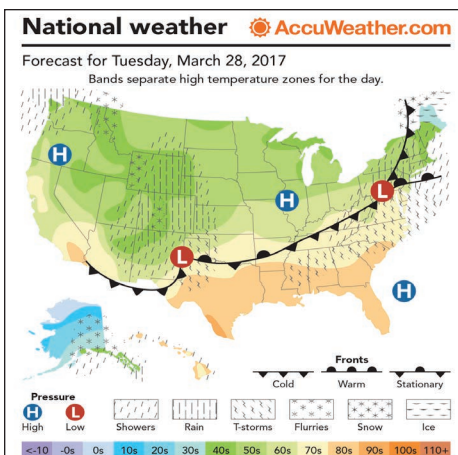 National weather AccuWeather.com
Forecast for Tuesday, March 28, 2017
Bands separate high temperature zones for the day.
H
H
L
L
H
Fronts
Cold Warm Stationary
Pressure
H L
High Low Showers Rain T-storms Flurries Snow Ice
<-10 -0s 0s 10s 20s 30s 40s 50s 60s 70s 80s 90s 100s 110+